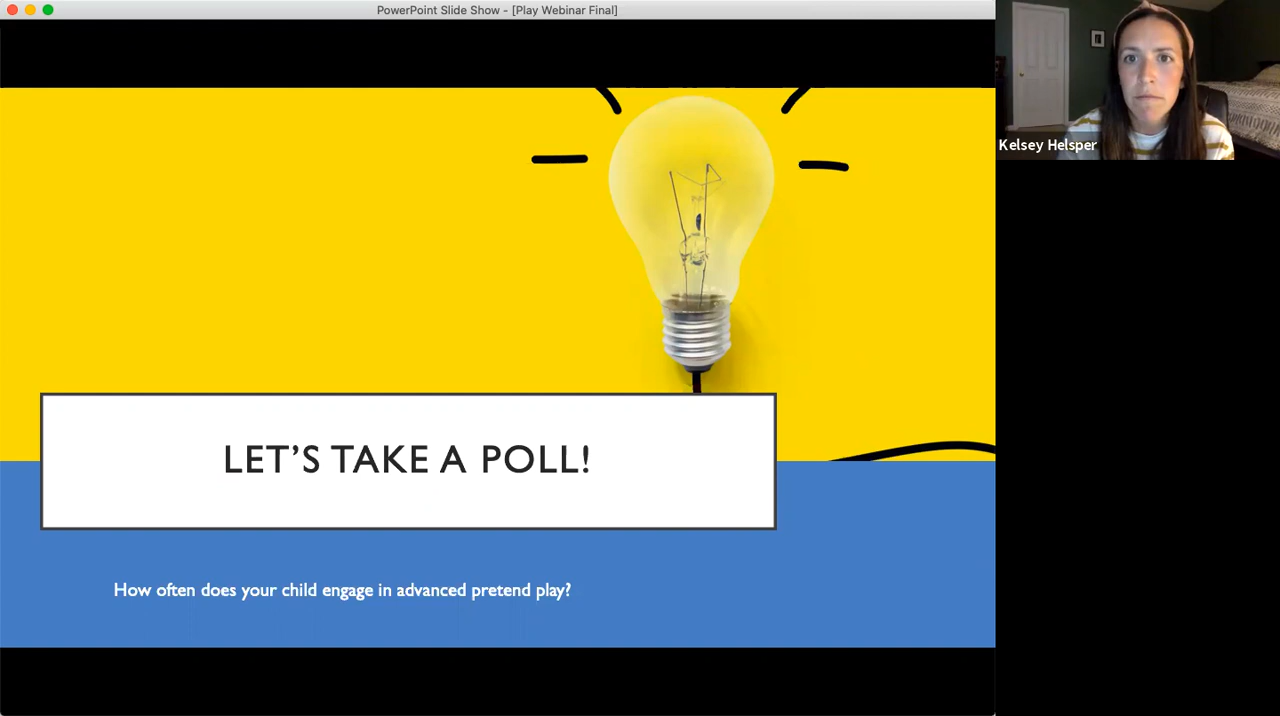 PowerPoint Slide Show - [Play Webinar Final]
Kelsey Helsper
LET’S TAKE A POLL!
How often does your child engage in advanced pretend play?